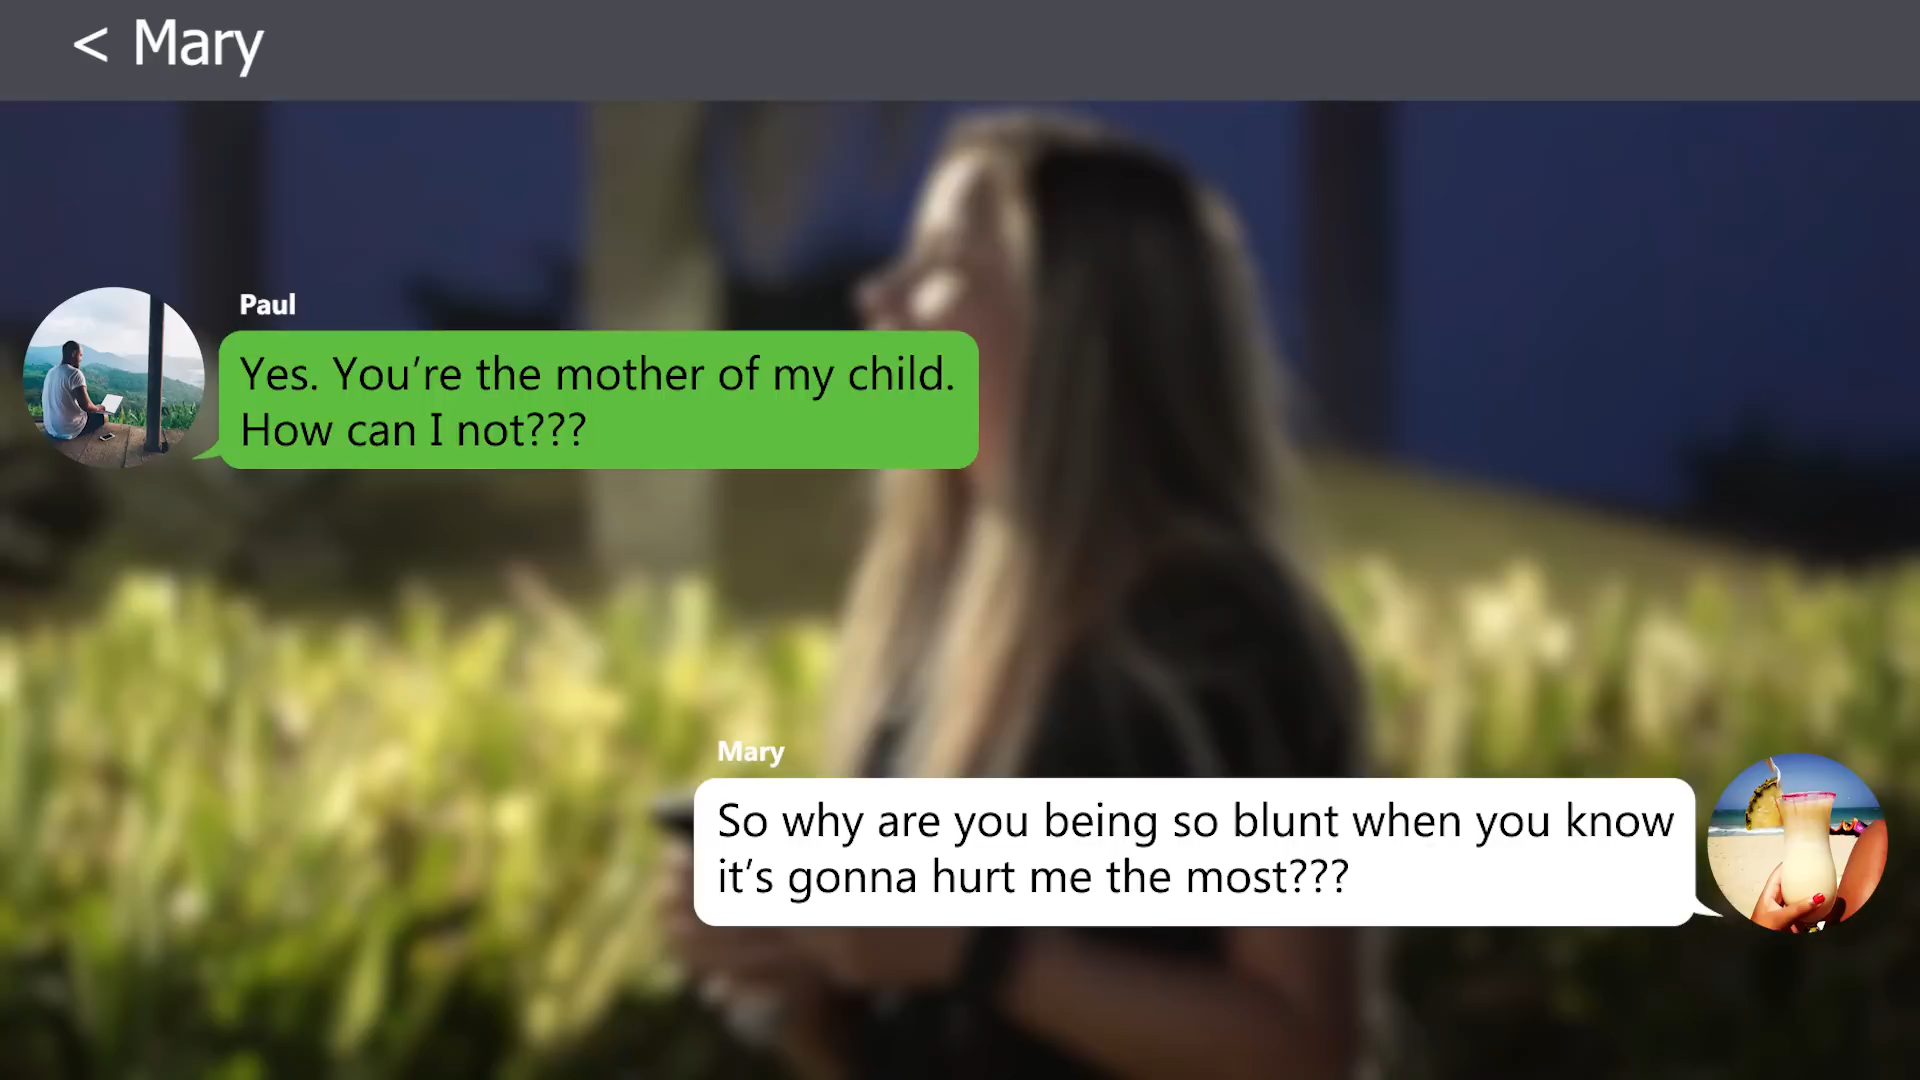 < Mary
Paul
Yes. You’re the mother of my child.
How can I not???
Mary
So why are you being so blunt when you know
it’s gonna hurt me the most???